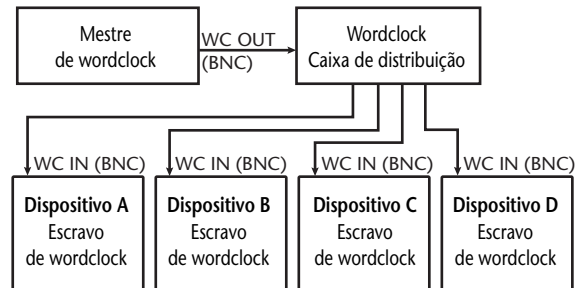 Mestre
de wordclock
WC OUT
(BNC)
Wordclock
Caixa de distribuição
WC IN (BNC)
WC IN (BNC)
WC IN (BNC)
WC IN (BNC)
Dispositivo A
Escravo
de wordclock
Dispositivo B
Escravo
de wordclock
Dispositivo C
Escravo
de wordclock
Dispositivo D
Escravo
de wordclock